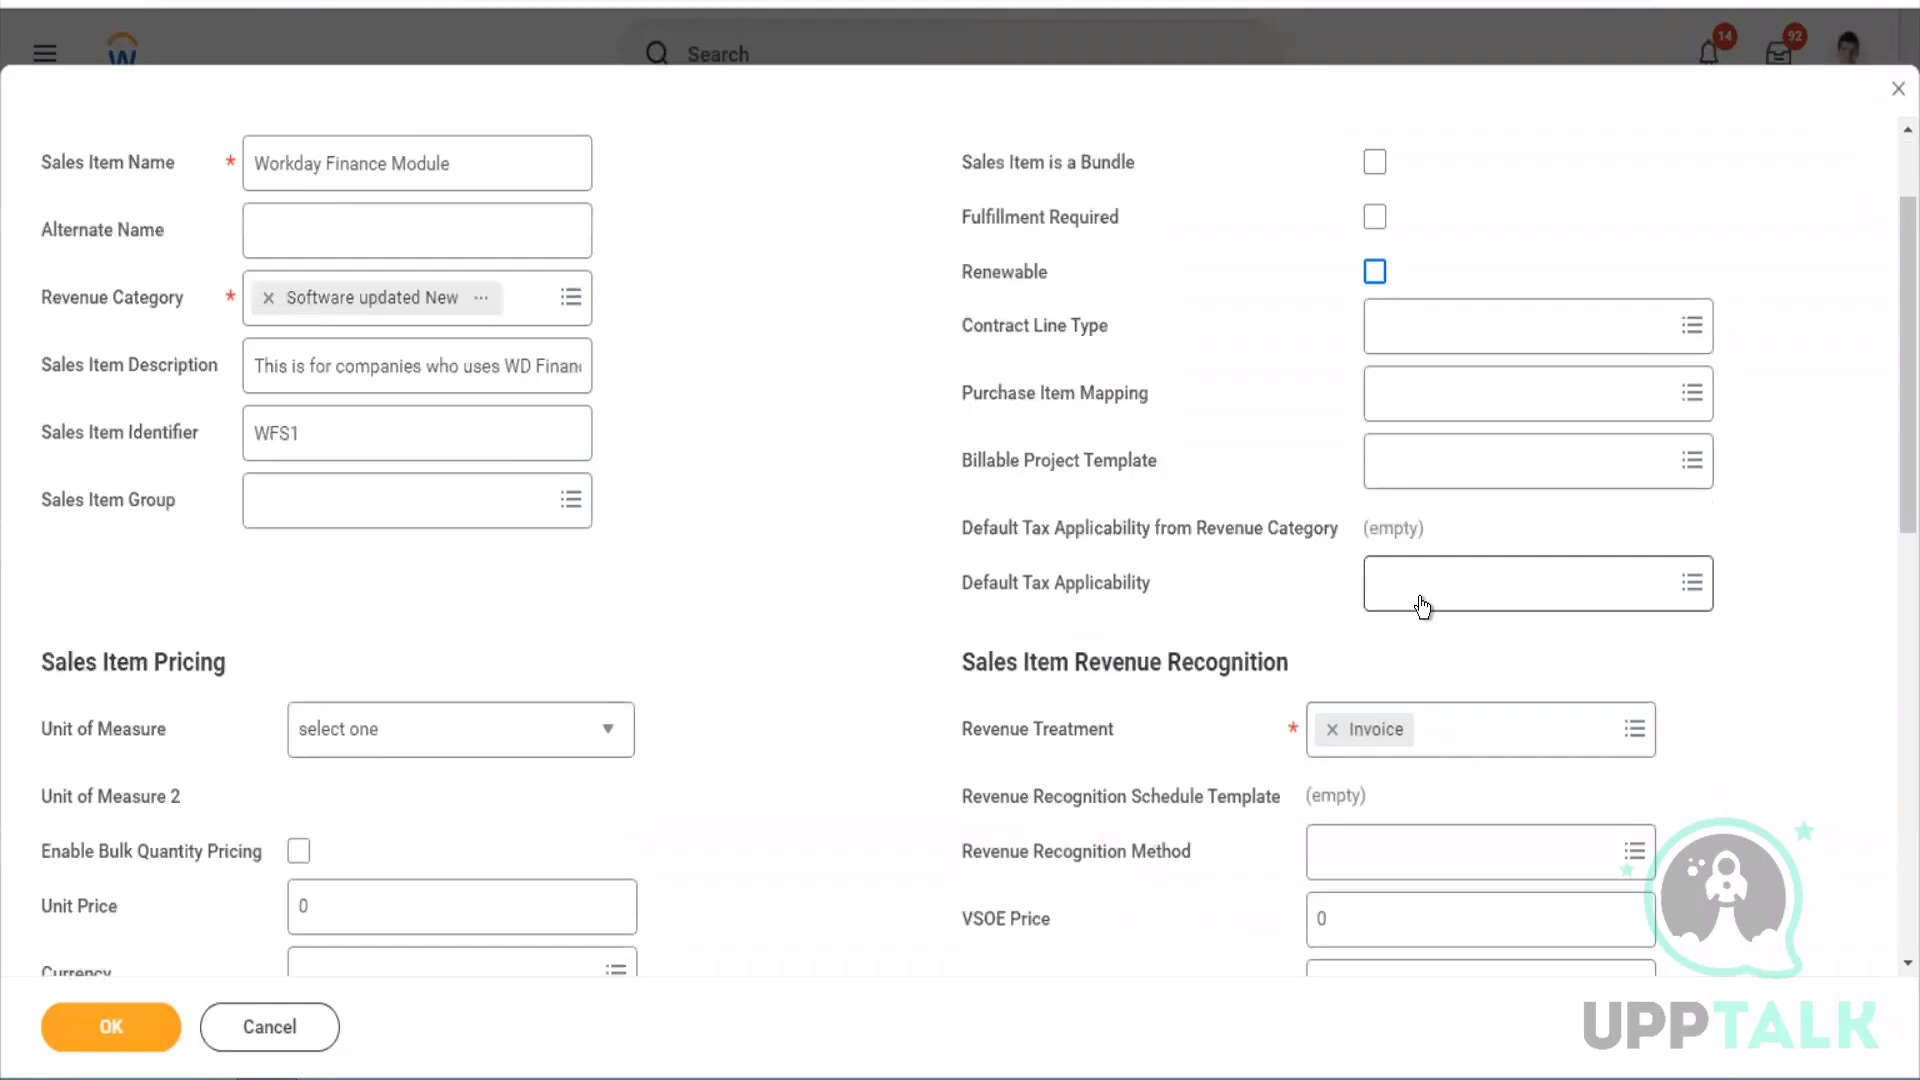 W
Search
14
92
Sales Item Name
*
Workday Finance Module
Alternate Name
Revenue Category
*
× Software updated New ...
Sales Item Description
This is for companies who uses WD Finan
Sales Item Identifier
WFS1
Sales Item Group
Sales Item is a Bundle
Fulfillment Required
Renewable
Contract Line Type
Purchase Item Mapping
Billable Project Template
Default Tax Applicability from Revenue Category
(empty)
Default Tax Applicability
Sales Item Pricing
Unit of Measure
select one
Unit of Measure 2
Enable Bulk Quantity Pricing
Unit Price
0
Currency
Sales Item Revenue Recognition
Revenue Treatment
*
× Invoice
Revenue Recognition Schedule Template
(empty)
Revenue Recognition Method
VSOE Price
0
OK
Cancel
UPPTALK